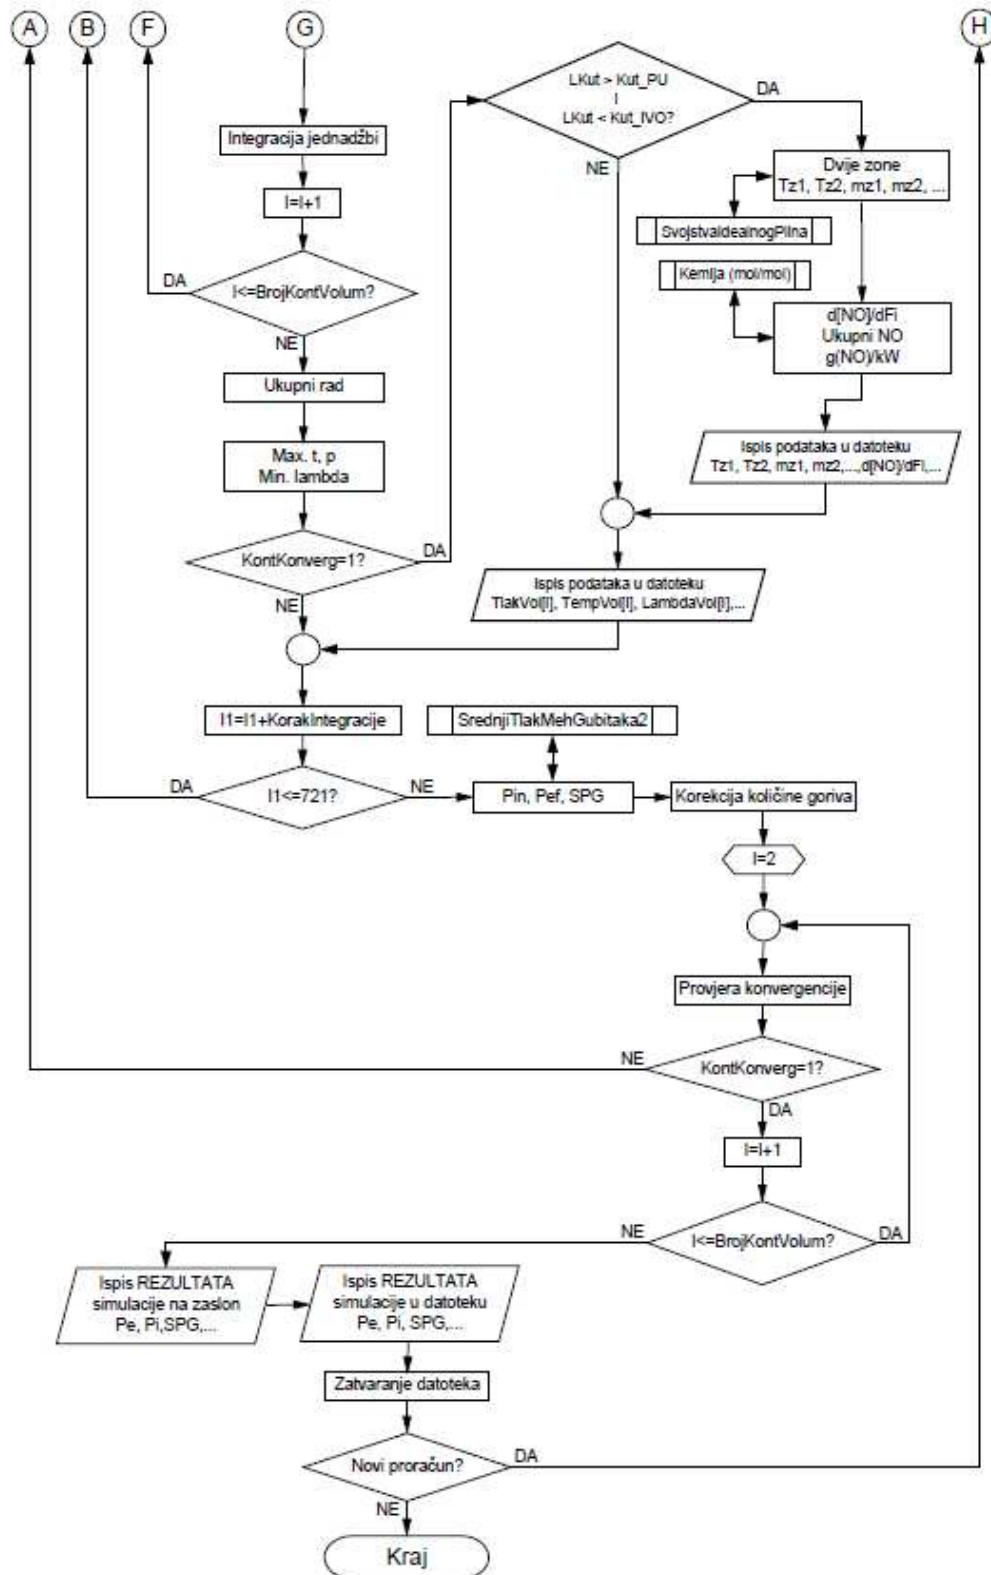 A
B
F
G
H
Integracija jednadžbi
I=I+1
I<=BrojKontVolum?
DA
NE
Ukupni rad
Max. t, p
Min. lambda
KontKonverg=1?
DA
NE
LKut > Kut_PU
I
LKut < Kut_IVO?
DA
NE
Dvije zone
Tz1, Tz2, mz1, mz2, ...
SvojstvaIdealnogPlina
Kemija (mol/mol)
d[NO]/dFi
Ukupni NO
g(NO)/kW
Ispis podataka u datoteku
Tz1, Tz2, mz1, mz2,...,d[NO]/dFi,...
Ispis podataka u datoteku
TlakVol[I], TempVol[I], LambdaVol[I],...
I1=I1+KorakIntegracije
I1<=721?
DA
NE
SrednjiTlakMehGubitaka2
Pin, Pef, SPG
Korekcija količine goriva
I=2
Provjera konvergencije
KontKonverg=1?
NE
DA
I=I+1
I<=BrojKontVolum?
NE
DA
Ispis REZULTATA
simulacije na zaslon
Pe, Pi,SPG,...
Ispis REZULTATA
simulacije u datoteku
Pe, Pi, SPG,...
Zatvaranje datoteka
Novi proračun?
DA
NE
Kraj